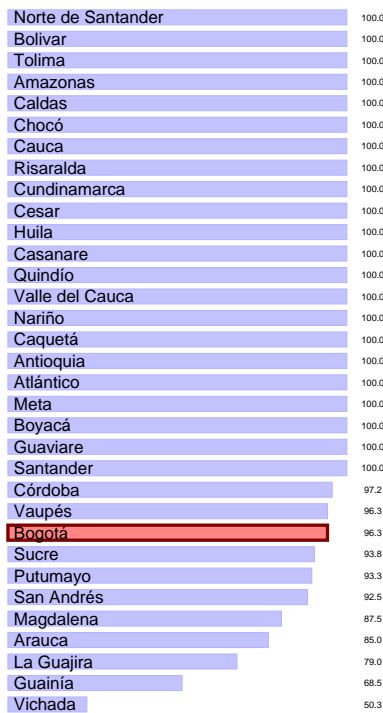 Norte de Santander 100.0
Bolivar 100.0
Tolima 100.0
Amazonas 100.0
Caldas 100.0
Chocó 100.0
Cauca 100.0
Risaralda 100.0
Cundinamarca 100.0
Cesar 100.0
Huila 100.0
Casanare 100.0
Quindío 100.0
Valle del Cauca 100.0
Nariño 100.0
Caquetá 100.0
Antioquia 100.0
Atlántico 100.0
Meta 100.0
Boyacá 100.0
Guaviare 100.0
Santander 100.0
Córdoba 97.2
Vaupés 96.3
Bogotá 96.3
Sucre 93.8
Putumayo 93.3
San Andrés 92.5
Magdalena 87.5
Arauca 85.0
La Guajira 79.0
Guainía 68.5
Vichada 50.3